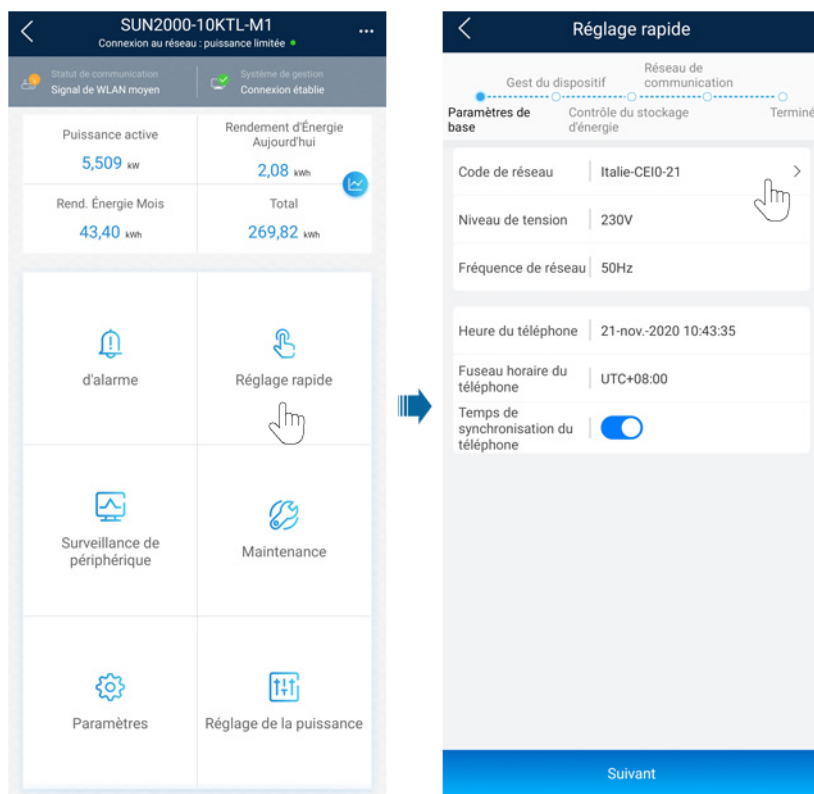 SUN2000-10KTL-M1
Connexion au réseau : puissance limitée
Statut de communication
Signal de WLAN moyen
Système de gestion
Connexion établie
Puissance active
5,509 kW
Rendement d'Énergie
Aujourd'hui
2,08 kWh
Rend. Énergie Mois
43,40 kWh
Total
269,82 kWh
d'alarme
Réglage rapide
Surveillance de
périphérique
Maintenance
Paramètres
Réglage de la puissance
Réglage rapide
Gest du dispositif
Réseau de
communication
Paramètres de
base
Contrôle du stockage
d'énergie
Terminé
Code de réseau
Italie-CEI0-21
Niveau de tension
230V
Fréquence de réseau
50Hz
Heure du téléphone
21-nov.-2020 10:43:35
Fuseau horaire du
téléphone
UTC+08:00
Temps de
synchronisation du
téléphone
Suivant